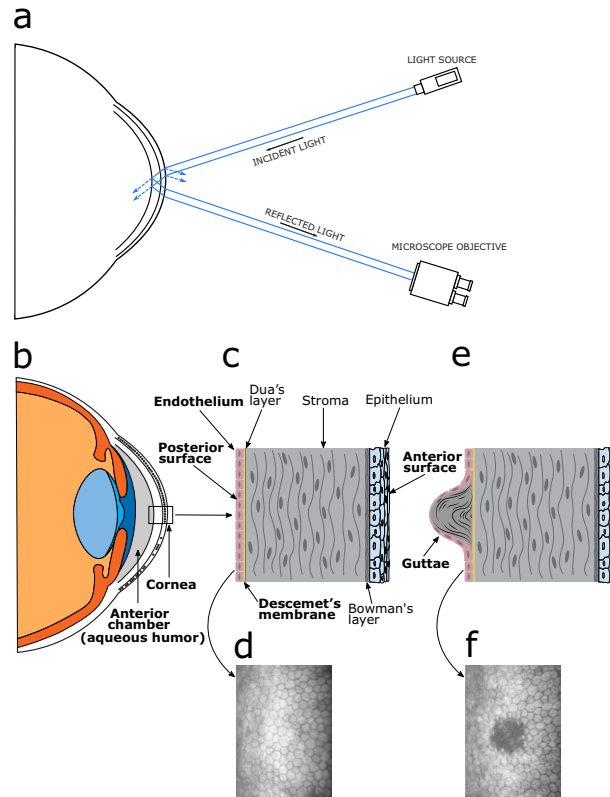 a
LIGHT SOURCE
INCIDENT LIGHT
REFLECTED LIGHT
MICROSCOPE OBJECTIVE
b
c
e
Dua's
layer
Endothelium
Stroma
Epithelium
Posterior
surface
Anterior
surface
Guttae
Cornea
Anterior
chamber
(aqueous humor)
Descemet's
membrane
Bowman's
layer
d
f